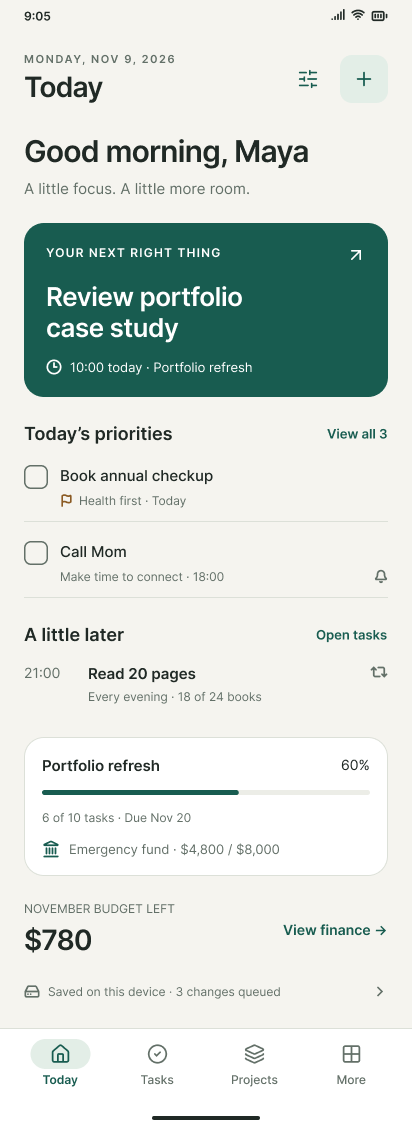 9:05
MONDAY, NOV 9, 2026
Today
Good morning, Maya
A little focus. A little more room.
YOUR NEXT RIGHT THING
Review portfolio
case study
10:00 today · Portfolio refresh
Today’s priorities
View all 3
Book annual checkup
Health first · Today
Call Mom
Make time to connect · 18:00
A little later
Open tasks
21:00
Read 20 pages
Every evening · 18 of 24 books
Portfolio refresh
60%
6 of 10 tasks · Due Nov 20
Emergency fund · $4,800 / $8,000
NOVEMBER BUDGET LEFT
$780
View finance →
Saved on this device · 3 changes queued
Today
Tasks
Projects
More